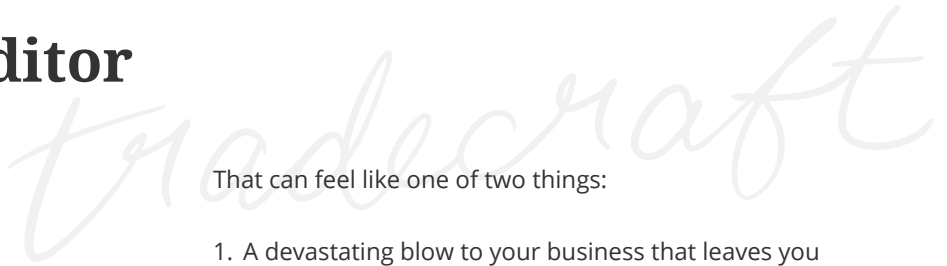 ditor
tradecraft
That can feel like one of two things:
1. A devastating blow to your business that leaves you